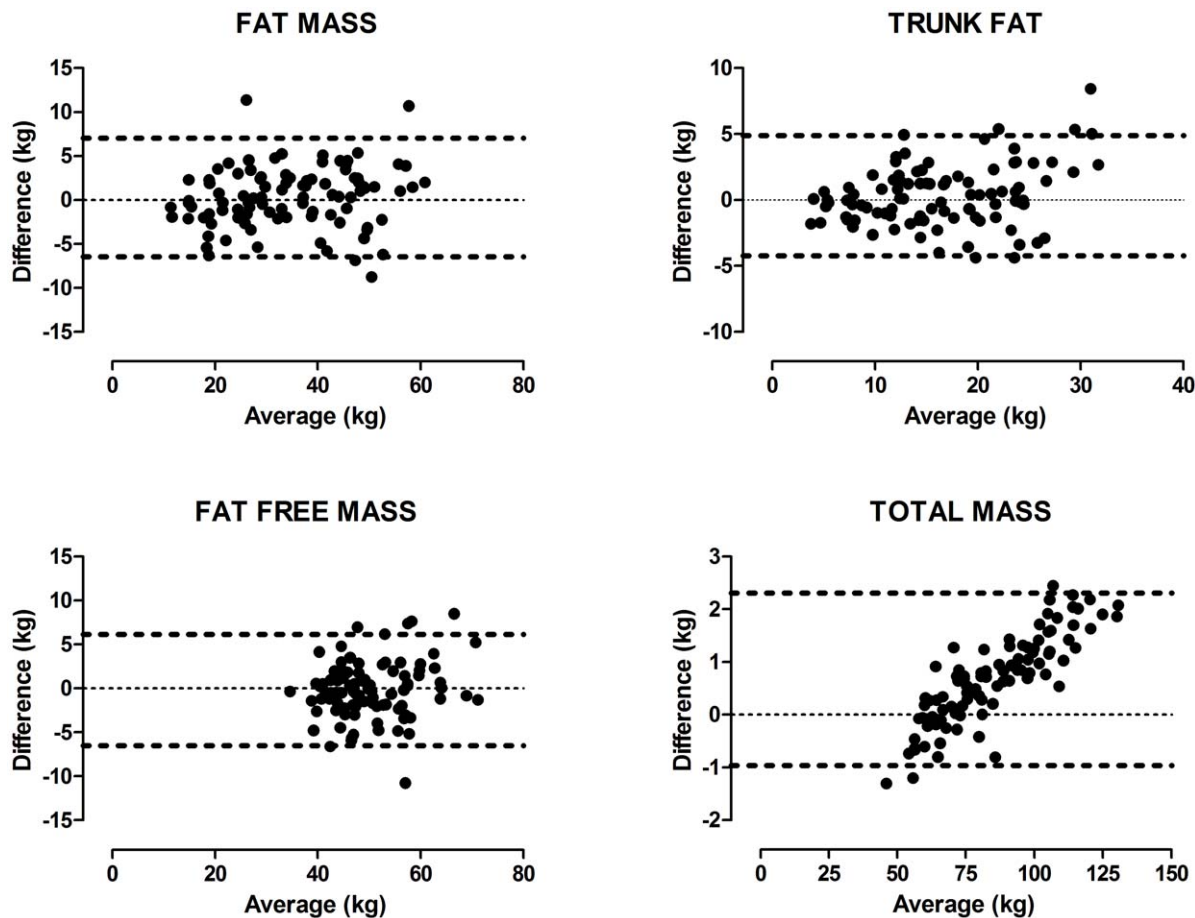 FAT MASS
15
10
5
0
-5
-10
-15
Difference (kg)
0 20 40 60 80
Average (kg)
TRUNK FAT
10
5
0
-5
-10
Difference (kg)
0 10 20 30 40
Average (kg)
FAT FREE MASS
15
10
5
0
-5
-10
-15
Difference (kg)
0 20 40 60 80
Average (kg)
TOTAL MASS
3
2
1
0
-1
-2
Difference (kg)
0 25 50 75 100 125 150
Average (kg)